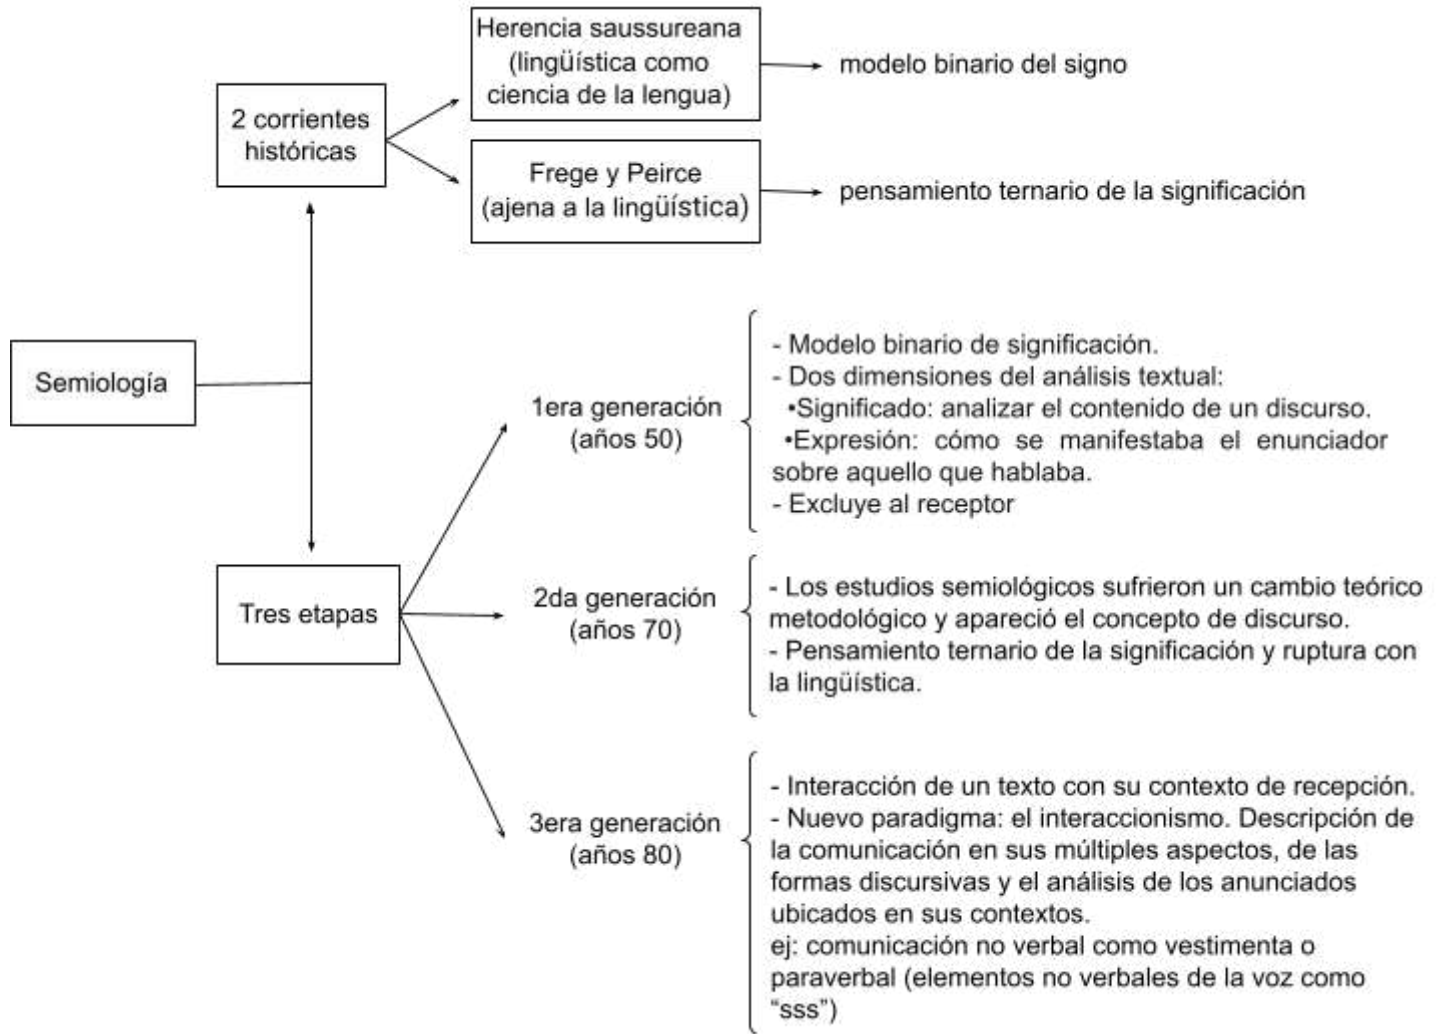 Herencia saussureana
(lingüística como
ciencia de la lengua)
modelo binario del signo
2 corrientes
históricas
Frege y Peirce
(ajena a la lingüística)
pensamiento ternario de la significación
Semiología
1era generación
(años 50)
- Modelo binario de significación.
- Dos dimensiones del análisis textual:
•Significado: analizar el contenido de un discurso.
•Expresión: cómo se manifestaba el enunciador
sobre aquello que hablaba.
- Excluye al receptor
Tres etapas
2da generación
(años 70)
- Los estudios semiológicos sufrieron un cambio teórico
metodológico y apareció el concepto de discurso.
- Pensamiento ternario de la significación y ruptura con
la lingüística.
3era generación
(años 80)
- Interacción de un texto con su contexto de recepción.
- Nuevo paradigma: el interaccionismo. Descripción de
la comunicación en sus múltiples aspectos, de las
formas discursivas y el análisis de los anunciados
ubicados en sus contextos.
ej: comunicación no verbal como vestimenta o
paraverbal (elementos no verbales de la voz como
“sss”)